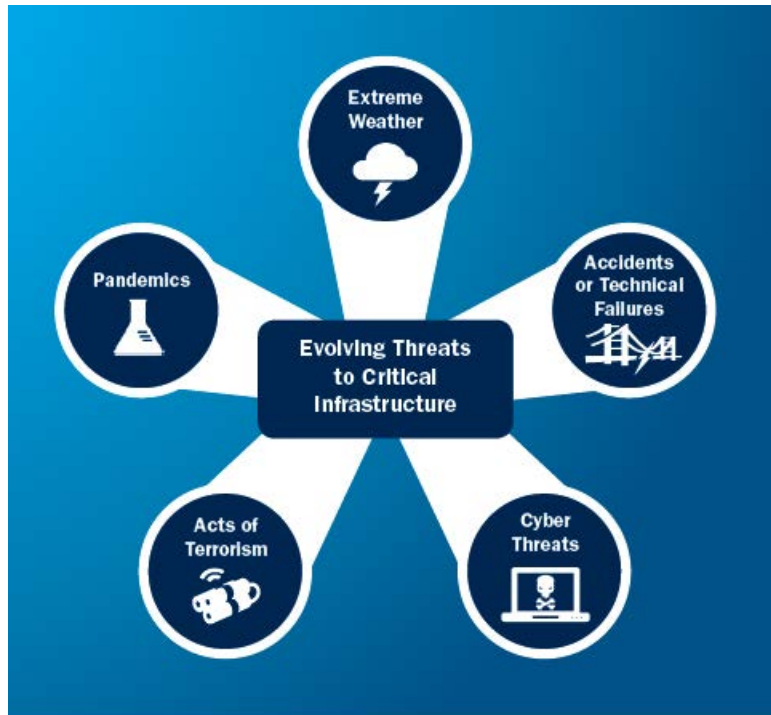 Extreme
Weather
Pandemics
Accidents
or Technical
Failures
Evolving Threats
to Critical
Infrastructure
Acts of
Terrorism
Cyber
Threats